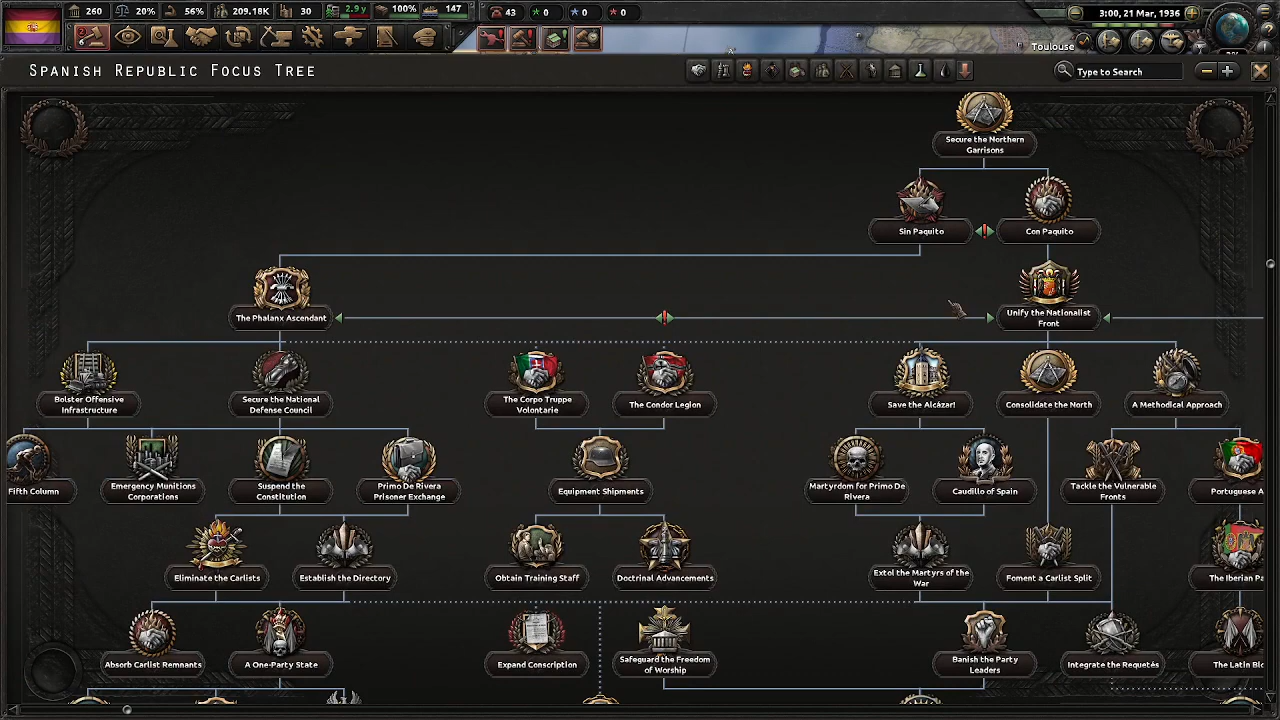 260
20%
56%
209.18K
30
2.9 y
100%
147
43
0
0
0
3:00, 21 Mar, 1936
Toulouse
Spanish Republic Focus Tree
Type to Search
Secure the Northern
Garrisons
Sin Paquito
Con Paquito
The Phalanx Ascendant
Unify the Nationalist
Front
Bolster Offensive
Infrastructure
Secure the National
Defense Council
The Corpo Truppe
Volontarie
The Condor Legion
Save the Alcázar!
Consolidate the North
A Methodical Approach
Fifth Column
Emergency Munitions
Corporations
Suspend the
Constitution
Primo De Rivera
Prisoner Exchange
Equipment Shipments
Martyrdom for Primo De
Rivera
Caudillo of Spain
Tackle the Vulnerable
Fronts
Portuguese A
Eliminate the Carlists
Establish the Directory
Obtain Training Staff
Doctrinal Advancements
Extol the Martyrs of the
War
Foment a Carlist Split
The Iberian Pa
Absorb Carlist Remnants
A One-Party State
Expand Conscription
Safeguard the Freedom
of Worship
Banish the Party
Leaders
Integrate the Requetés
The Latin Blo